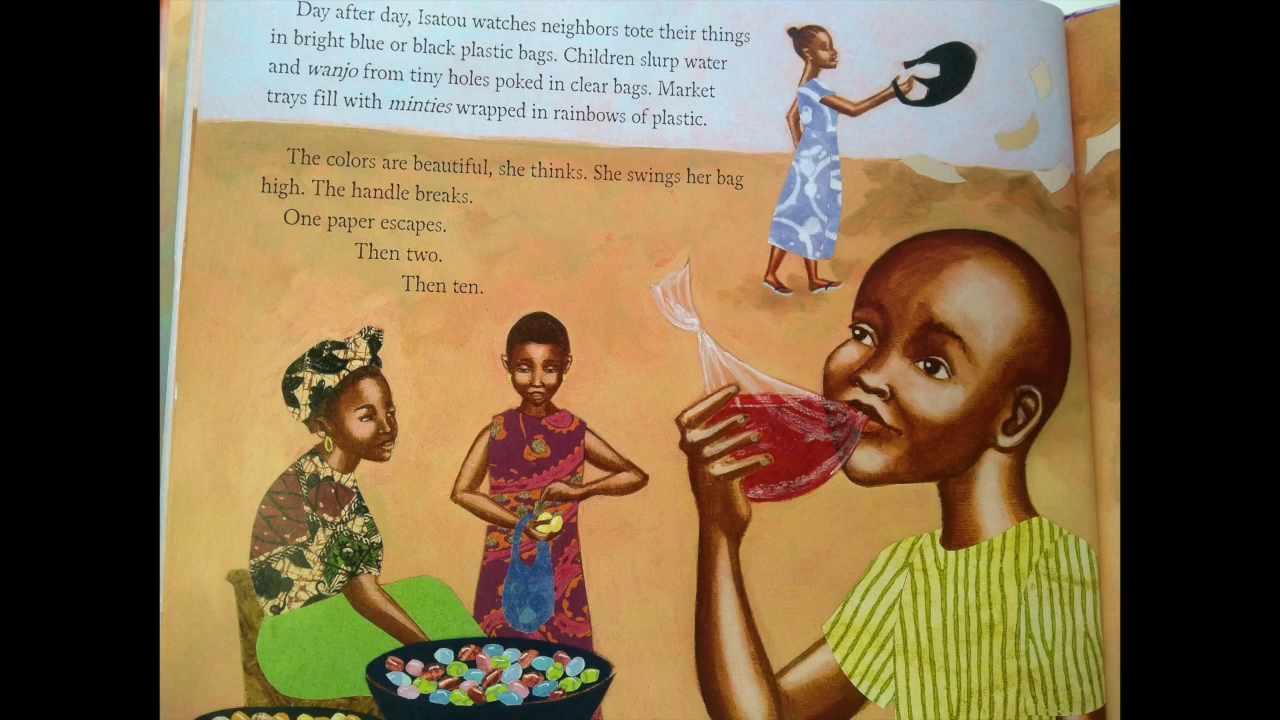 Day after day, Isatou watches neighbors tote their things
in bright blue or black plastic bags. Children slurp water
and wanjo from tiny holes poked in clear bags. Market
trays fill with minties wrapped in rainbows of plastic.
The colors are beautiful, she thinks. She swings her bag
high. The handle breaks.
One paper escapes.
Then two.
Then ten.